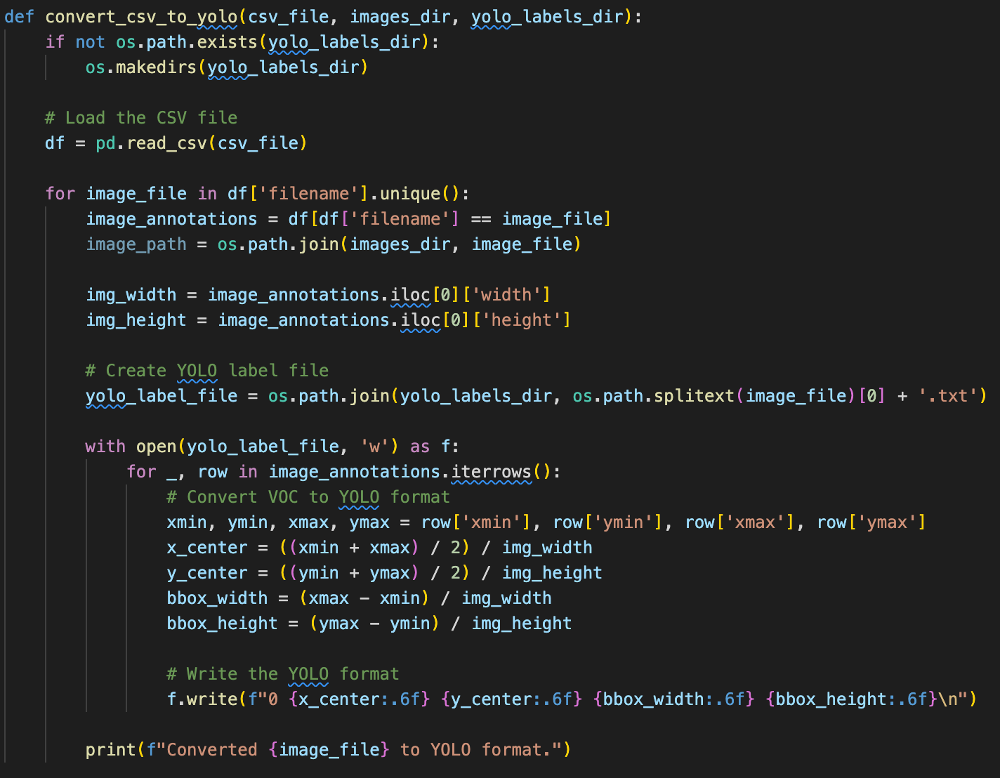 def convert_csv_to_yolo(csv_file, images_dir, yolo_labels_dir):
    if not os.path.exists(yolo_labels_dir):
        os.makedirs(yolo_labels_dir)

    # Load the CSV file
    df = pd.read_csv(csv_file)

    for image_file in df['filename'].unique():
        image_annotations = df[df['filename'] == image_file]
        image_path = os.path.join(images_dir, image_file)

        img_width = image_annotations.iloc[0]['width']
        img_height = image_annotations.iloc[0]['height']

        # Create YOLO label file
        yolo_label_file = os.path.join(yolo_labels_dir, os.path.splitext(image_file)[0] + '.txt')

        with open(yolo_label_file, 'w') as f:
            for _, row in image_annotations.iterrows():
                # Convert VOC to YOLO format
                xmin, ymin, xmax, ymax = row['xmin'], row['ymin'], row['xmax'], row['ymax']
                x_center = ((xmin + xmax) / 2) / img_width
                y_center = ((ymin + ymax) / 2) / img_height
                bbox_width = (xmax - xmin) / img_width
                bbox_height = (ymax - ymin) / img_height

                # Write the YOLO format
                f.write(f"0 {x_center:.6f} {y_center:.6f} {bbox_width:.6f} {bbox_height:.6f}\n")

        print(f"Converted {image_file} to YOLO format.")